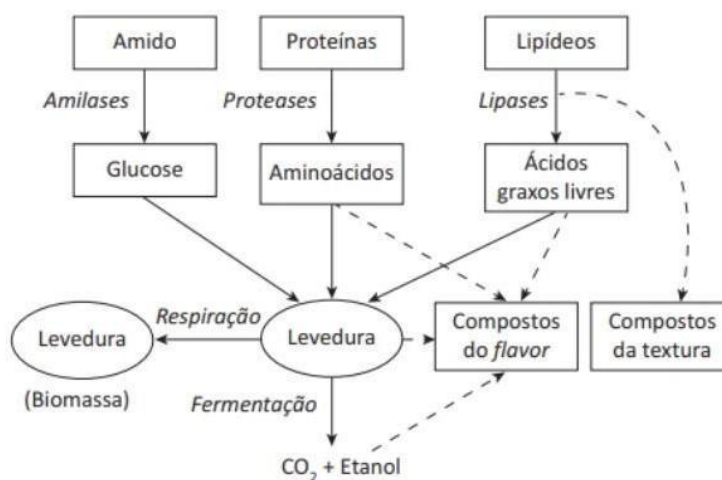 Amido
Proteínas
Lipídeos
Amilases
Proteases
Lipases
Glucose
Aminoácidos
Ácidos
graxos livres
Levedura
Respiração
Levedura
Compostos
do flavor
Compostos
da textura
(Biomassa)
Fermentação
CO₂ + Etanol